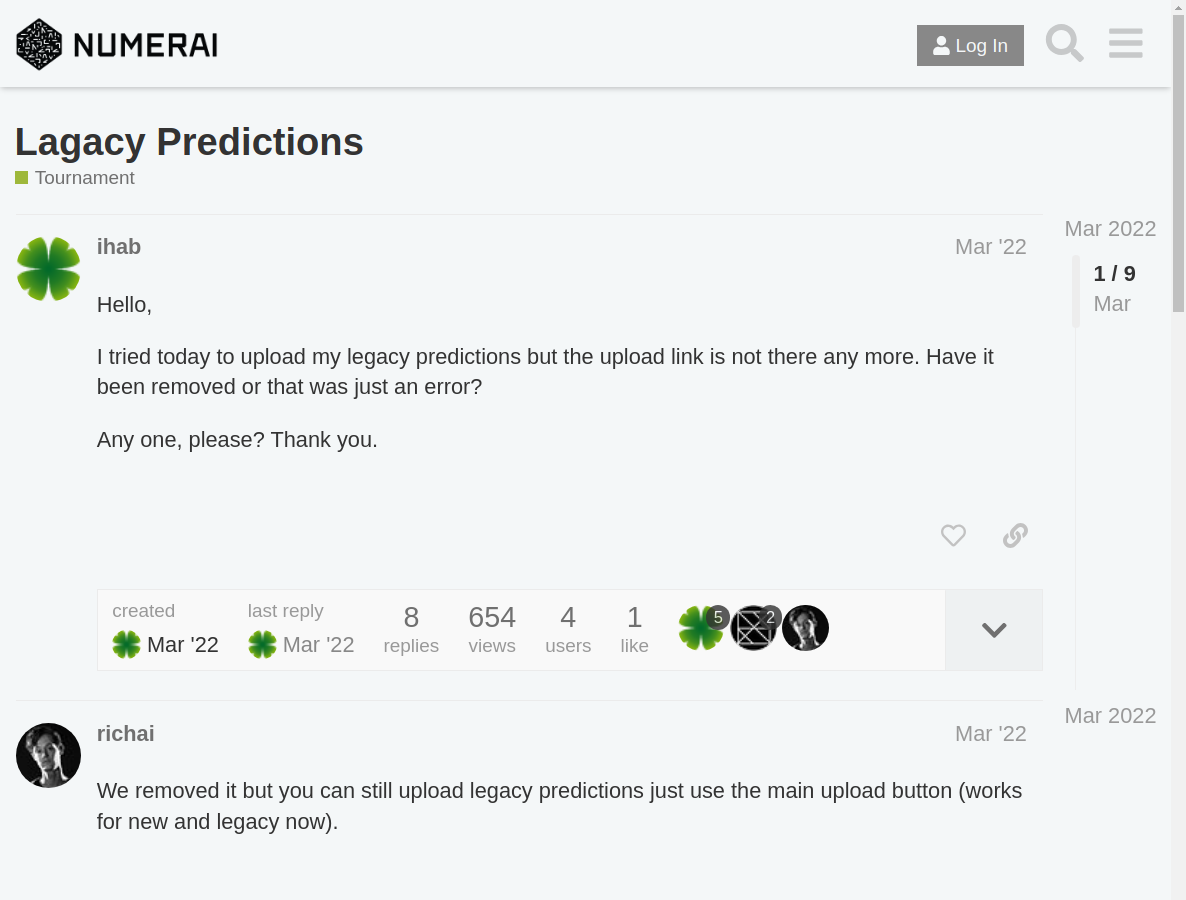 NUMERAI
Log In
Lagacy Predictions
Tournament
ihab
Mar '22
Hello,
I tried today to upload my legacy predictions but the upload link is not there any more. Have it
been removed or that was just an error?
Any one, please? Thank you.
Mar 2022
1 / 9
Mar
created
Mar '22
last reply
Mar '22
8
replies
654
views
4
users
1
like
5
2
Mar 2022
richai
Mar '22
We removed it but you can still upload legacy predictions just use the main upload button (works
for new and legacy now).